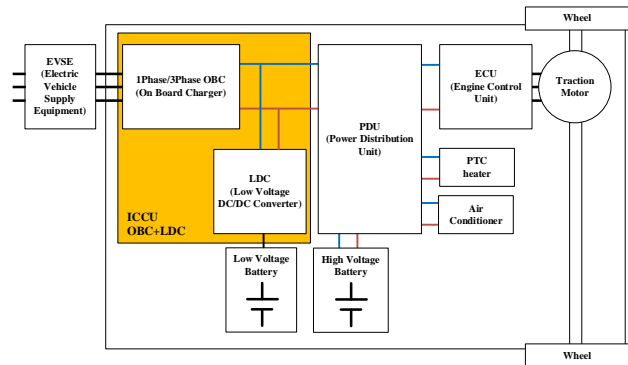 Wheel
EVSE
(Electric
Vehicle
Supply
Equipment)
1Phase/3Phase OBC
(On Board Charger)
ECU
(Engine Control
Unit)
Traction
Motor
PDU
(Power Distribution
Unit)
LDC
(Low Voltage
DC/DC Converter)
PTC
heater
Air
Conditioner
ICCU
OBC+LDC
Low Voltage
Battery
High Voltage
Battery
Wheel